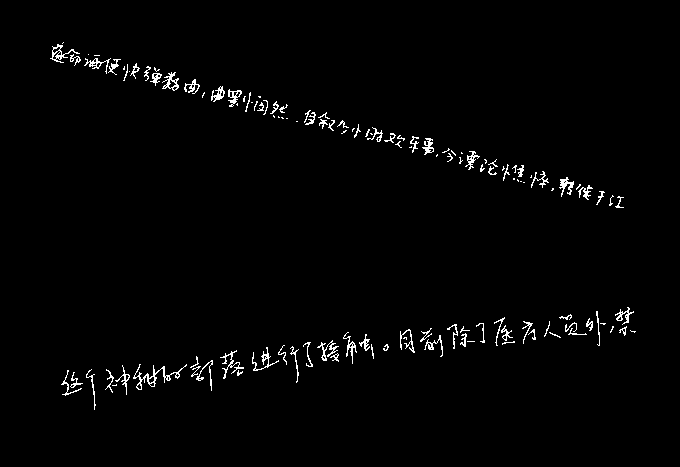 遂命酒使快弹数曲,曲罢悯然.自叙少小时欢乐事,今漂沦憔悴,转徙于江
这个神秘的部落进行了接触。目前除了医疗人员外,禁